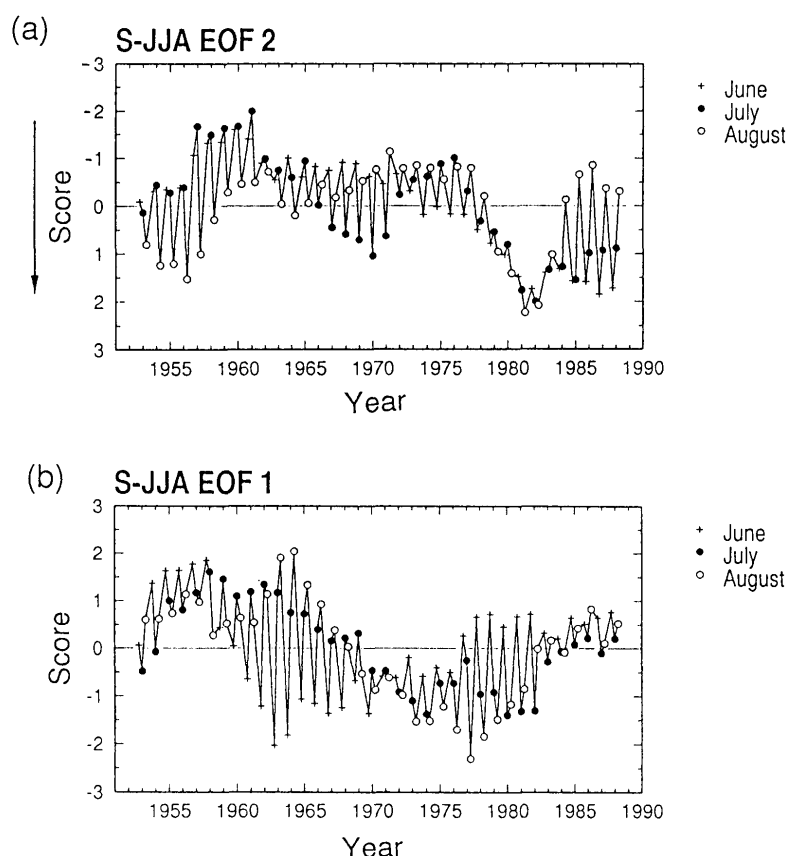 (a)
S-JJA EOF 2
-3
-2
-1
0
1
2
3
Score
1955 1960 1965 1970 1975 1980 1985 1990
Year
+ June
● July
○ August
(b)
S-JJA EOF 1
3
2
1
0
-1
-2
-3
Score
1955 1960 1965 1970 1975 1980 1985 1990
Year
+ June
● July
○ August